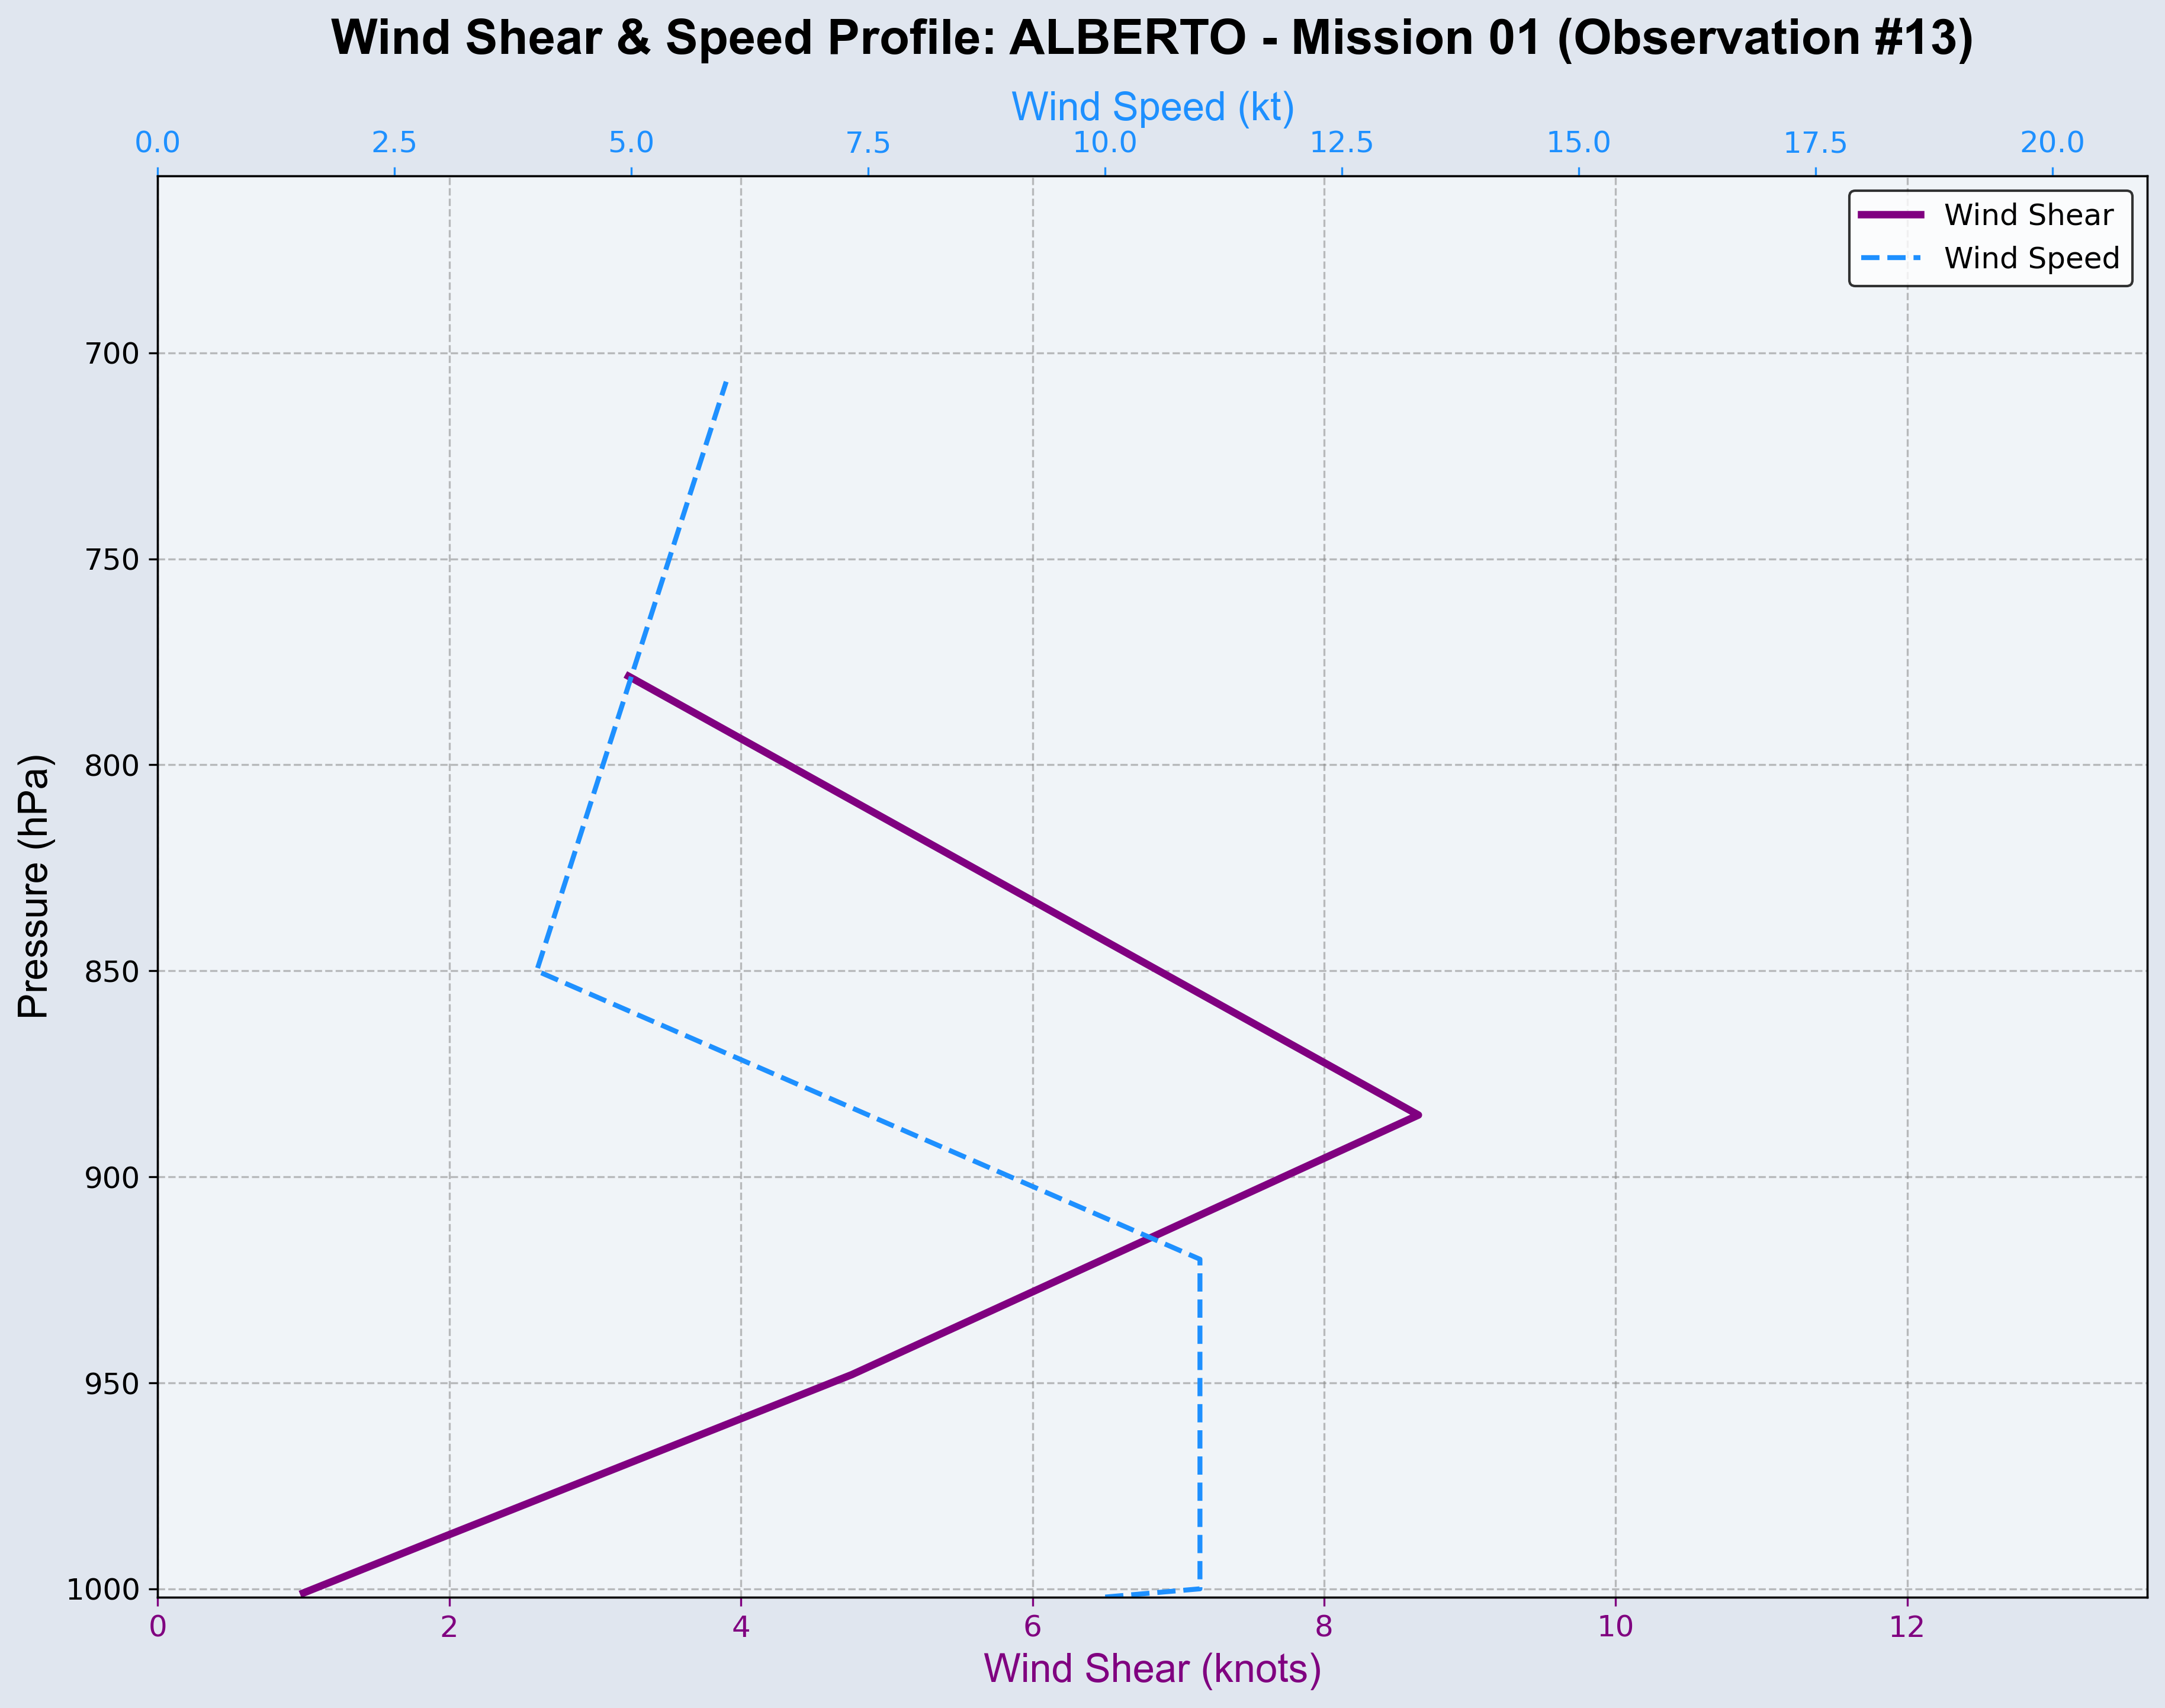 Wind Shear & Speed Profile: ALBERTO - Mission 01 (Observation #13)
Wind Speed (kt)
0.0 2.5 5.0 7.5 10.0 12.5 15.0 17.5 20.0
Wind Shear
Wind Speed
Pressure (hPa)
700
750
800
850
900
950
1000
0 2 4 6 8 10 12
Wind Shear (knots)